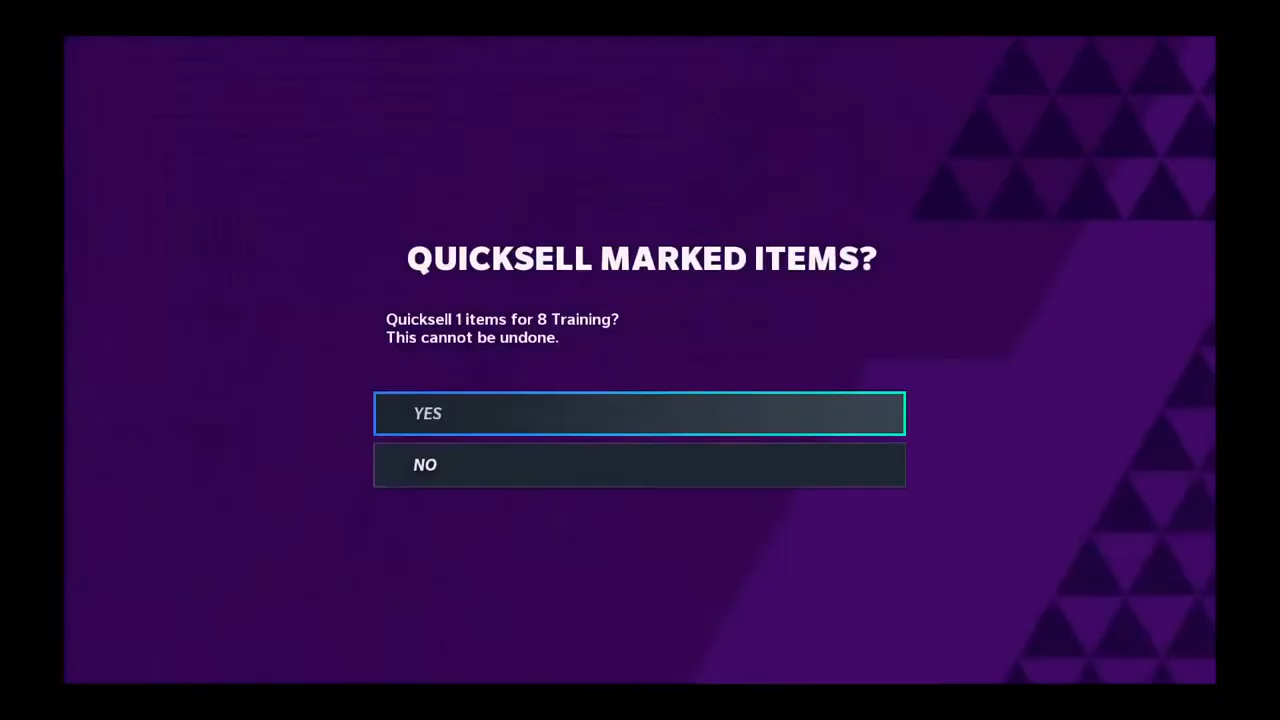 QUICKSELL MARKED ITEMS?
Quicksell 1 items for 8 Training?
This cannot be undone.
YES
NO